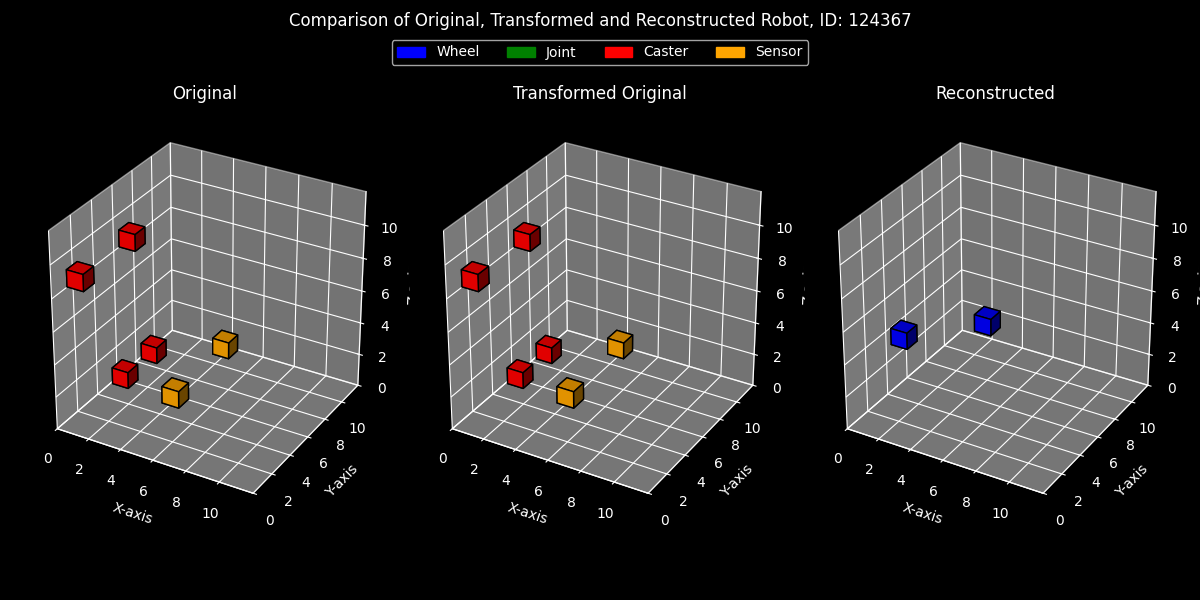 Comparison of Original, Transformed and Reconstructed Robot, ID: 124367
Wheel Joint Caster Sensor
Original Transformed Original Reconstructed
10 10 10
8 8 8
6 6 6
4 4 4
2 2 2
0 0 0
0 2 4 6 8 10 0 2 4 6 8 10 0 2 4 6 8 10
X-axis X-axis X-axis
0 2 4 6 8 10 0 2 4 6 8 10 0 2 4 6 8 10
Y-axis Y-axis Y-axis